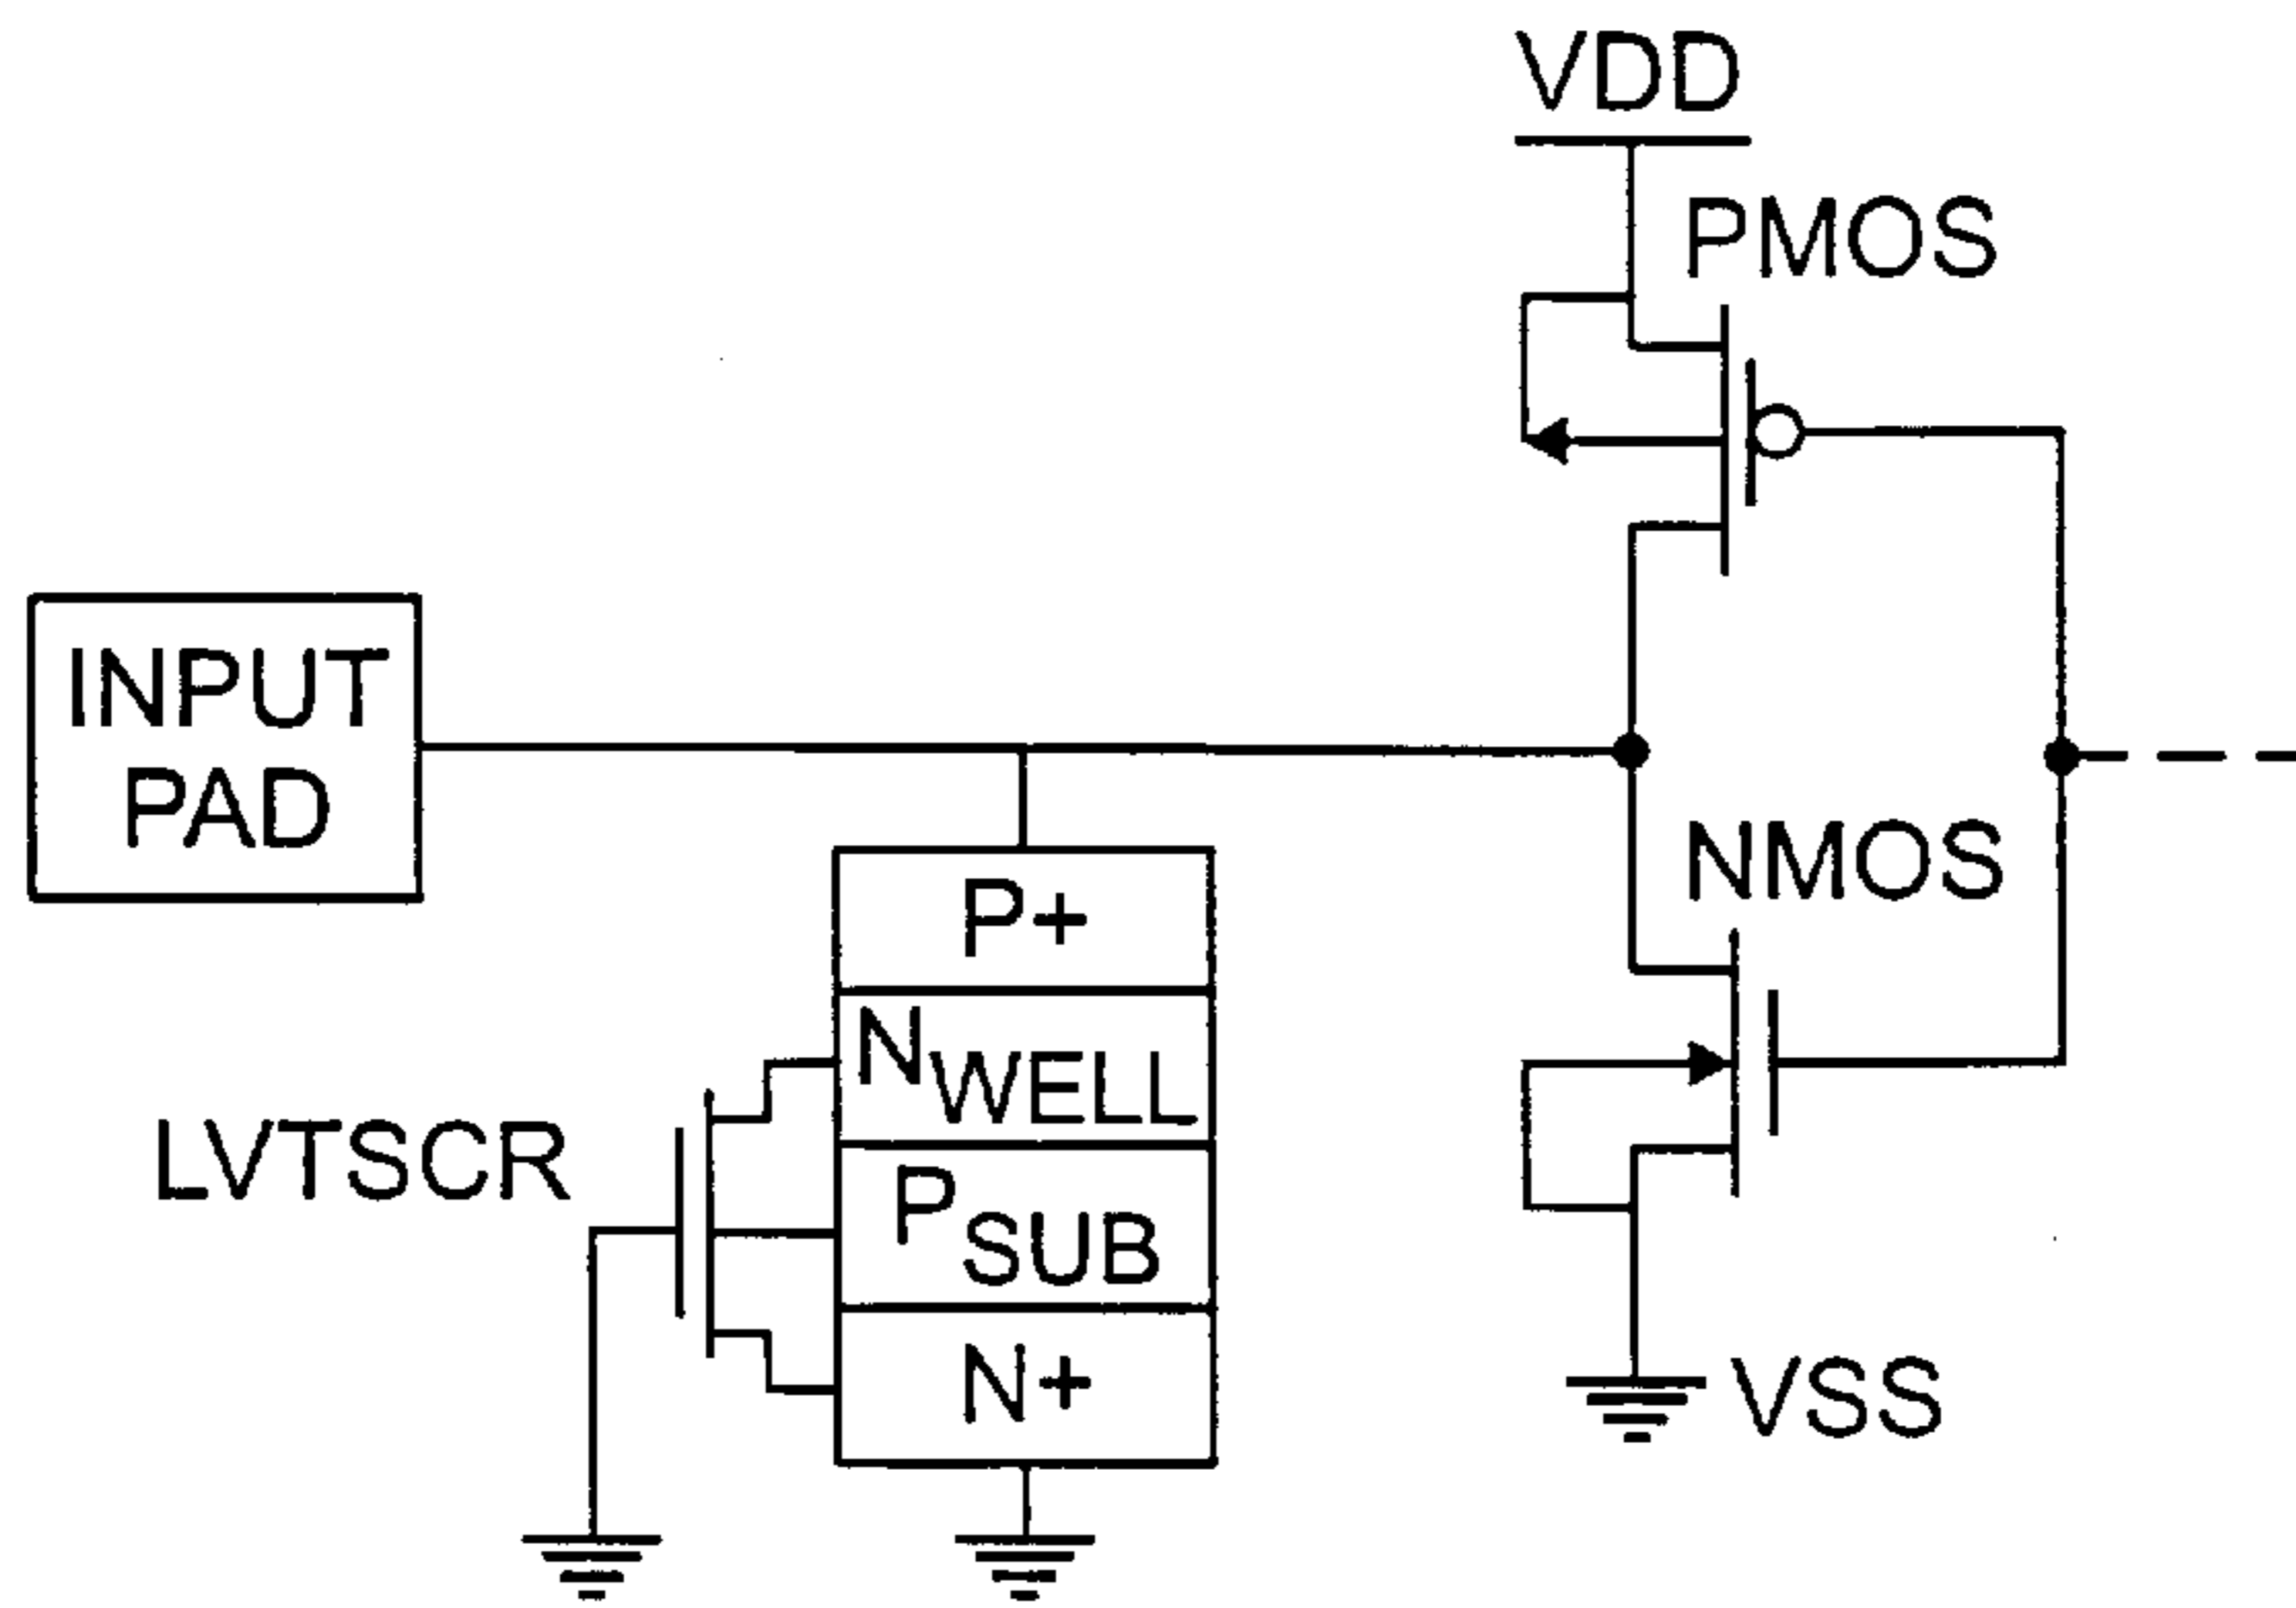 VDD
PMOS
INPUT
PAD
NMOS
P+
NWELL
LVTSCR
PSUB
N+
VSS